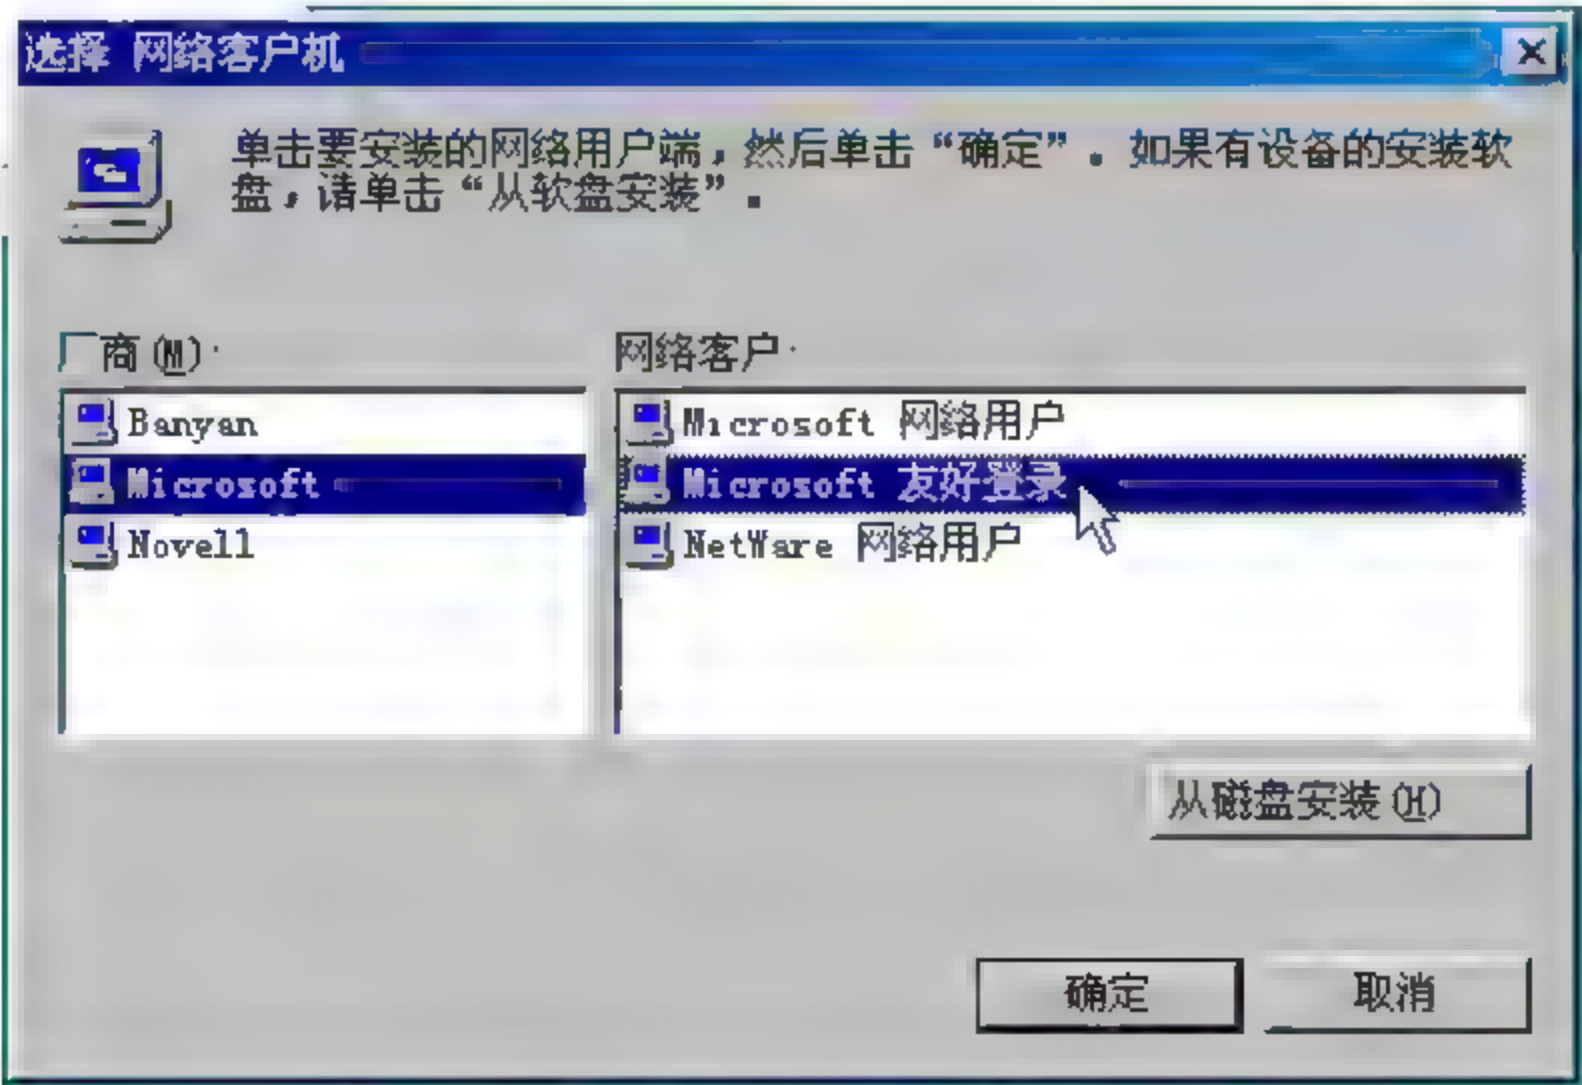 选择 网络客户机
单击要安装的网络用户端，然后单击“确定”。如果有设备的安装软
盘，请单击“从软盘安装”。
厂商(M):
网络客户:
Banyan
Microsoft
Novell
Microsoft 网络用户
Microsoft 友好登录
NetWare 网络用户
从磁盘安装(H)
确定
取消